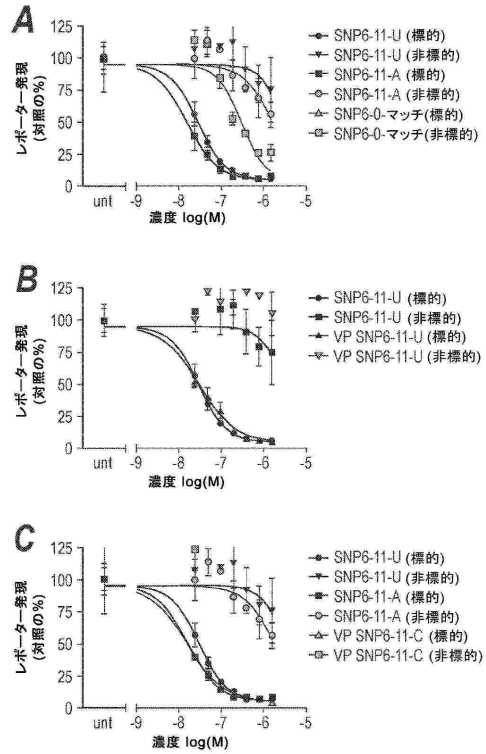 A
レポーター発現
(対照の%)
125
100
75
50
25
0
unt
-9
-8
-7
-6
-5
濃度 log(M)
SNP6-11-U (標的)
SNP6-11-U (非標的)
SNP6-11-A (標的)
SNP6-11-A (非標的)
SNP6-0-マッチ(標的)
SNP6-0-マッチ(非標的)
B
レポーター発現
(対照の%)
125
100
75
50
25
0
unt
-9
-8
-7
-6
-5
濃度 log(M)
SNP6-11-U (標的)
SNP6-11-U (非標的)
VP SNP6-11-U (標的)
VP SNP6-11-U (非標的)
C
レポーター発現
(対照の%)
125
100
75
50
25
0
unt
-9
-8
-7
-6
-5
濃度 log(M)
SNP6-11-U (標的)
SNP6-11-U (非標的)
SNP6-11-A (標的)
SNP6-11-A (非標的)
VP SNP6-11-C (標的)
VP SNP6-11-C (非標的)